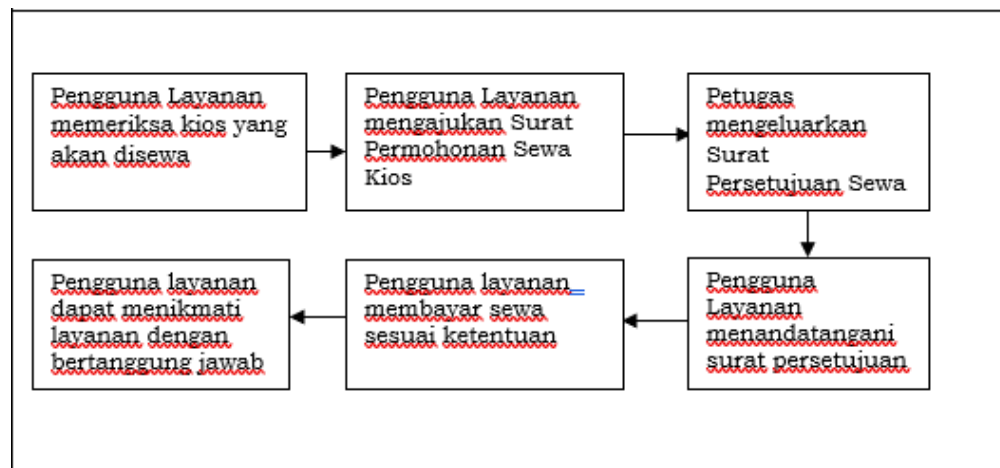 Pengguna Layanan
memeriksa kios yang
akan disewa
Pengguna Layanan
mengajukan Surat
Permohonan Sewa
Kios
Petugas
mengeluarkan
Surat
Persetujuan Sewa
Pengguna
Layanan
menandatangani
surat persetujuan
Pengguna layanan
membayar sewa
sesuai ketentuan
Pengguna layanan
dapat menikmati
layanan dengan
bertanggung jawab